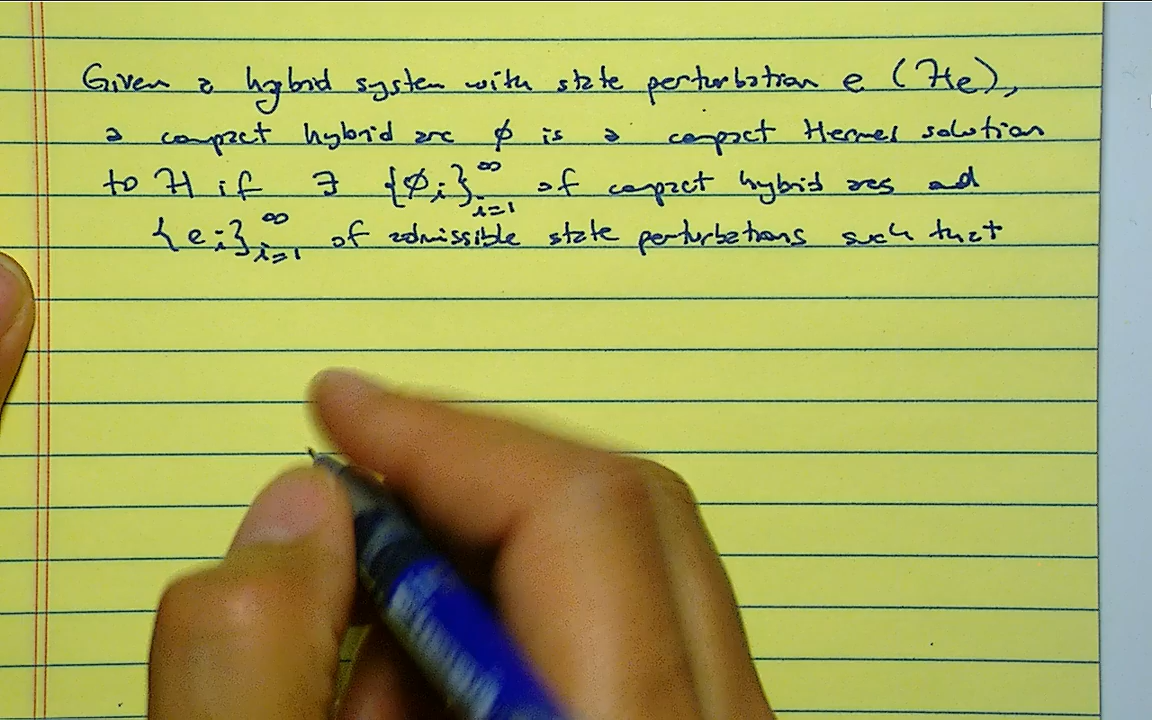 Given a hybrid system with state perturbation e (ℋe),
a compact hybrid arc ϕ is a compact Hermes solution
to ℋ if ∃ {ϕi}∞i=1 of compact hybrid arcs and
{ei}∞i=1 of admissible state perturbations such that